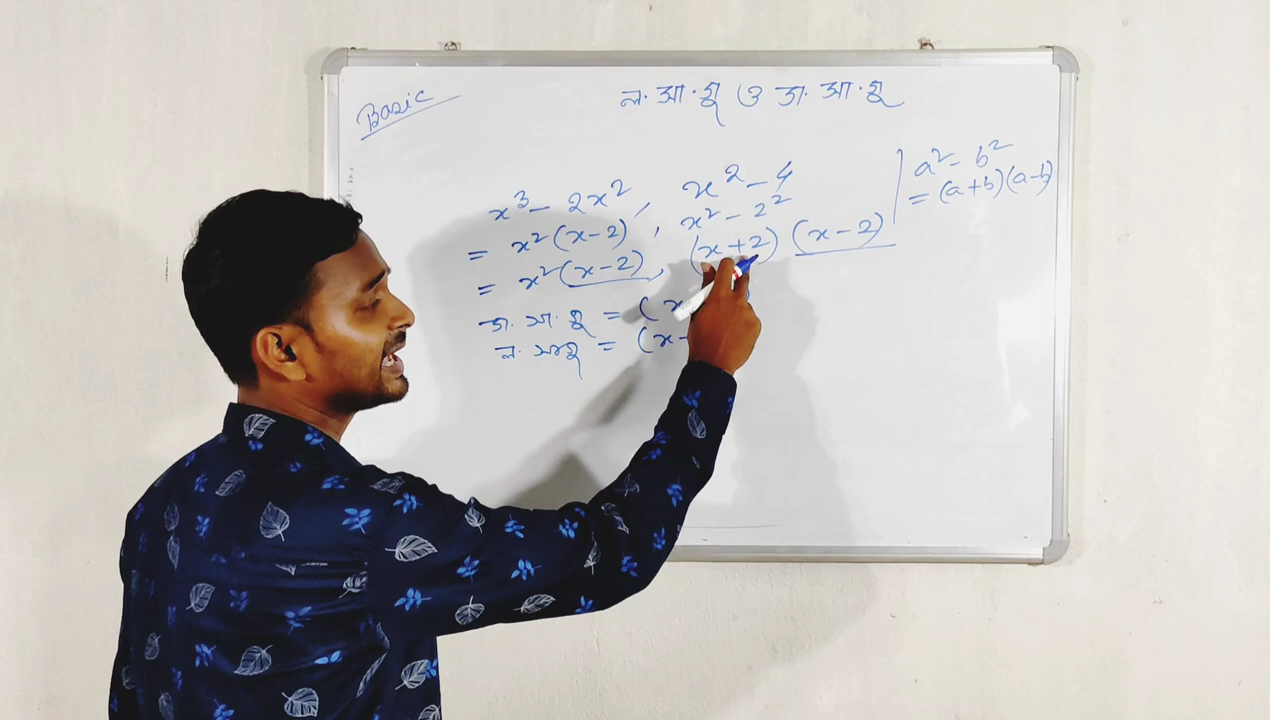 Basic
ল. সা. গু ও গ. সা. গু
x³ - 2x², x² - 4
= x²(x-2), x² - 2²
= x²(x-2), (x+2) (x-2)
গ. সা. গু = (x
ল. সাগু = (x-
a² - b²
= (a+b)(a-b)